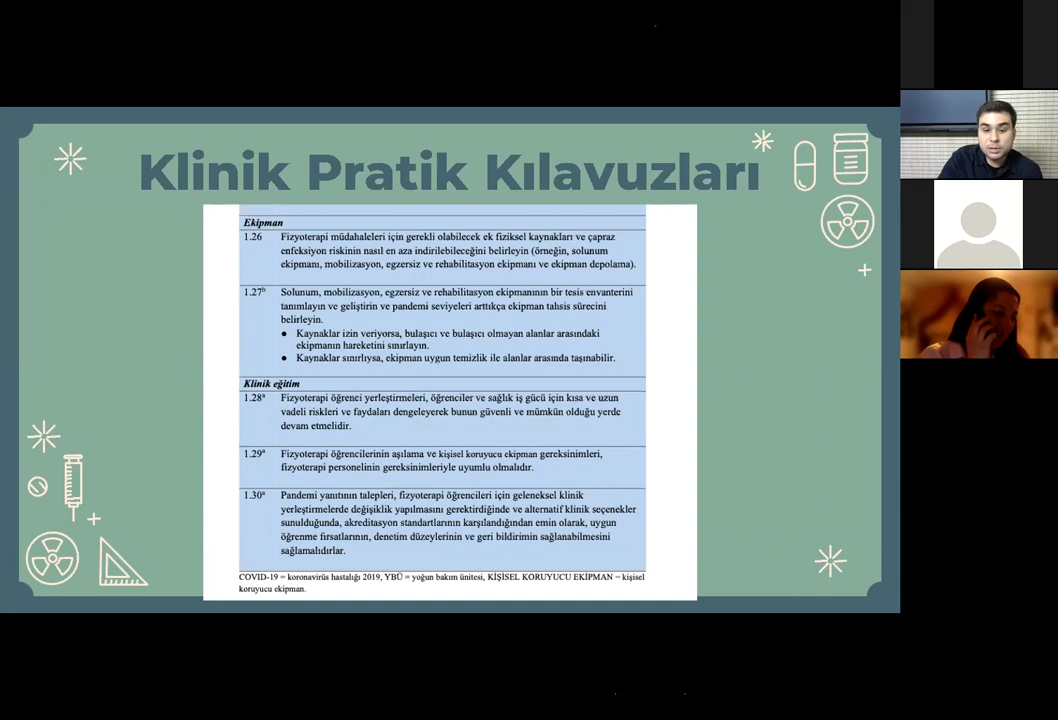 Klinik Pratik Kılavuzları
Ekipman
1.26 Fizyoterapi müdahaleleri için gerekli olabilecek ek fiziksel kaynakları ve çapraz
enfeksiyon riskinin nasıl en aza indirilebileceğini belirleyin (örneğin, solunum
ekipmanı, mobilizasyon, egzersiz ve rehabilitasyon ekipmanı ve ekipman depolama).
1.27ᵇ Solunum, mobilizasyon, egzersiz ve rehabilitasyon ekipmanının bir tesis envanterini
tanımlayın ve geliştirin ve pandemi seviyeleri arttıkça ekipman tahsis sürecini
belirleyin.
● Kaynaklar izin veriyorsa, bulaşıcı ve bulaşıcı olmayan alanlar arasındaki
ekipmanın hareketini sınırlayın.
● Kaynaklar sınırlıysa, ekipman uygun temizlik ile alanlar arasında taşınabilir.
Klinik eğitim
1.28ᵃ Fizyoterapi öğrenci yerleştirmeleri, öğrenciler ve sağlık iş gücü için kısa ve uzun
vadeli riskleri ve faydaları dengeleyerek bunun güvenli ve mümkün olduğu yerde
devam etmelidir.
1.29ᵃ Fizyoterapi öğrencilerinin aşılama ve kişisel koruyucu ekipman gereksinimleri,
fizyoterapi personelinin gereksinimleriyle uyumlu olmalıdır.
1.30ᵃ Pandemi yanıtının talepleri, fizyoterapi öğrencileri için geleneksel klinik
yerleştirmelerde değişiklik yapılmasını gerektirdiğinde ve alternatif klinik seçenekler
sunulduğunda, akreditasyon standartlarının karşılandığından emin olarak, uygun
öğrenme fırsatlarının, denetim düzeylerinin ve geri bildirimin sağlanabilmesini
sağlamalıdırlar.
COVID-19 = koronavirüs hastalığı 2019, YBÜ = yoğun bakım ünitesi, KİŞİSEL KORUYUCU EKİPMAN = kişisel
koruyucu ekipman.